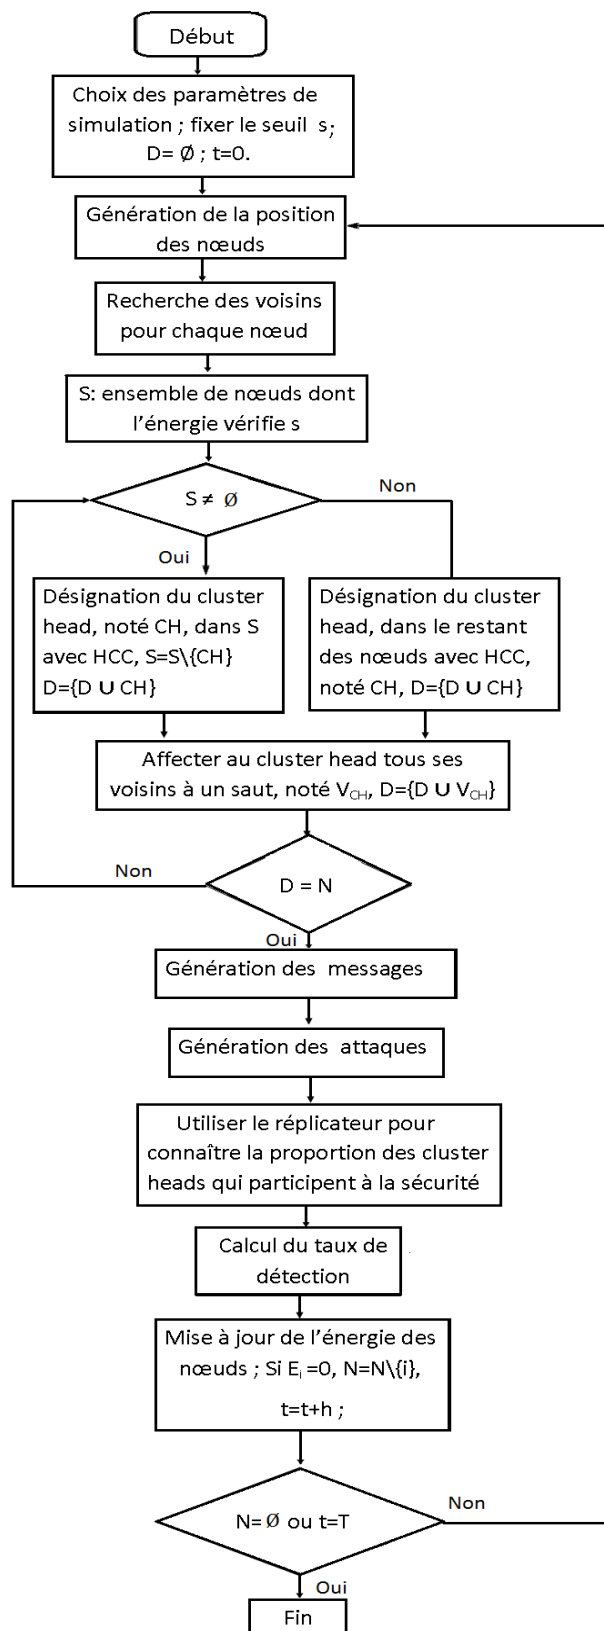 Début
Choix des paramètres de
simulation ; fixer le seuil s;
D= Ø ; t=0.
Génération de la position
des nœuds
Recherche des voisins
pour chaque nœud
S: ensemble de nœuds dont
l'énergie vérifie s
S ≠ Ø
Non
Oui
Désignation du cluster
head, noté CH, dans S
avec HCC, S=S\{CH}
D={D U CH}
Désignation du cluster
head, dans le restant
des nœuds avec HCC,
noté CH, D={D U CH}
Affecter au cluster head tous ses
voisins à un saut, noté V_CH, D={D U V_CH}
Non
D = N
Oui
Génération des messages
Génération des attaques
Utiliser le réplicateur pour
connaître la proportion des cluster
heads qui participent à la sécurité
Calcul du taux de
détection
Mise à jour de l'énergie des
nœuds ; Si E_i =0, N=N\{i},
t=t+h ;
N= Ø ou t=T
Non
Oui
Fin